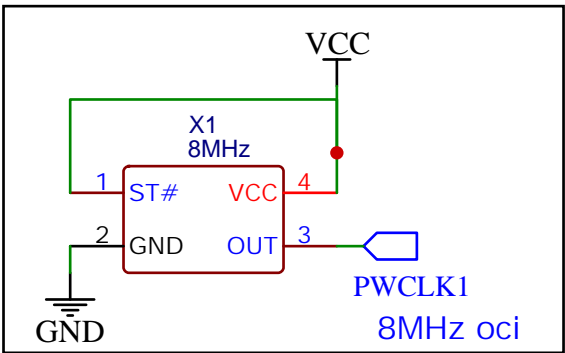 VCC
X1
8MHz
1 ST# VCC 4
2 GND OUT 3
PWCLK1
GND
8MHz oci